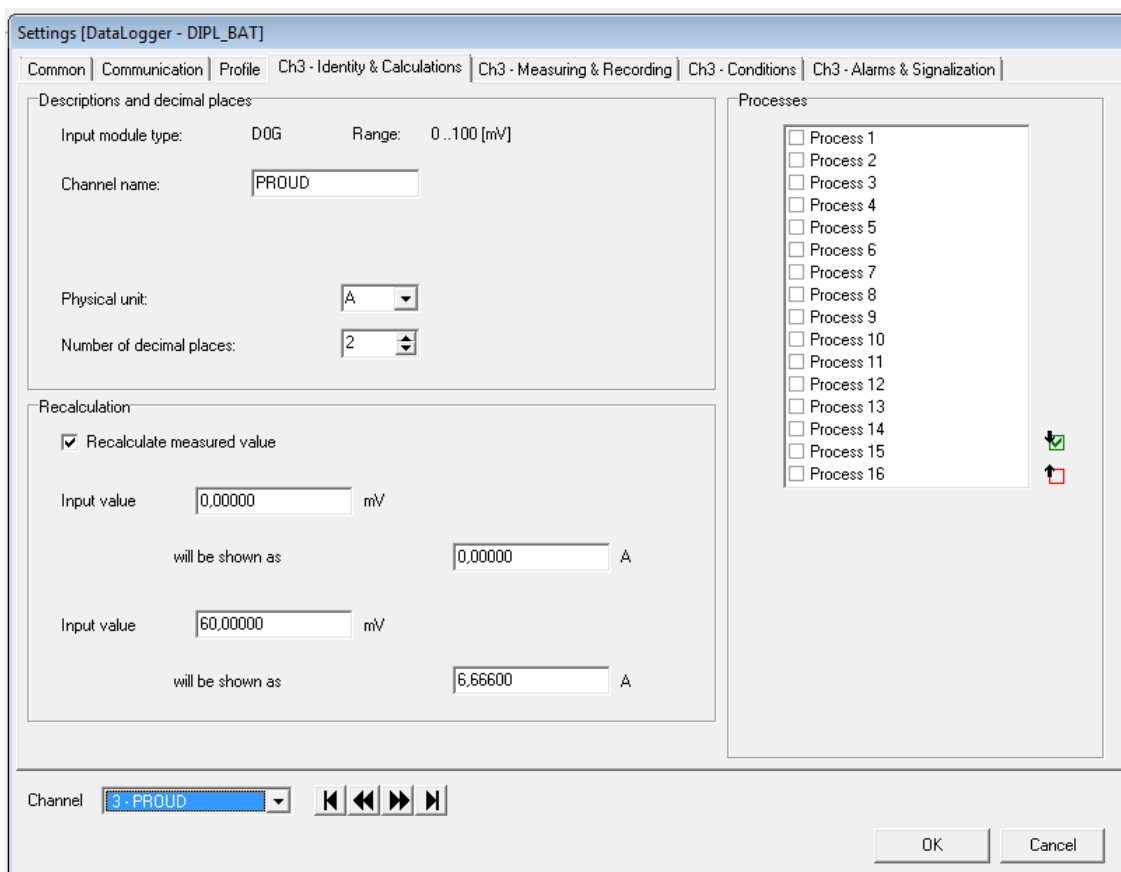 Settings [DataLogger - DIPL_BAT]
Common Communication Profile Ch3 - Identity & Calculations Ch3 - Measuring & Recording Ch3 - Conditions Ch3 - Alarms & Signalization
Descriptions and decimal places
Input module type: D0G Range: 0 ..100 [mV]
Channel name: PROUD
Physical unit: A
Number of decimal places: 2
Recalculation
Recalculate measured value
Input value 0,00000 mV
will be shown as 0,00000 A
Input value 60,00000 mV
will be shown as 6,66600 A
Processes
Process 1
Process 2
Process 3
Process 4
Process 5
Process 6
Process 7
Process 8
Process 9
Process 10
Process 11
Process 12
Process 13
Process 14
Process 15
Process 16
Channel 3 - PROUD
OK Cancel